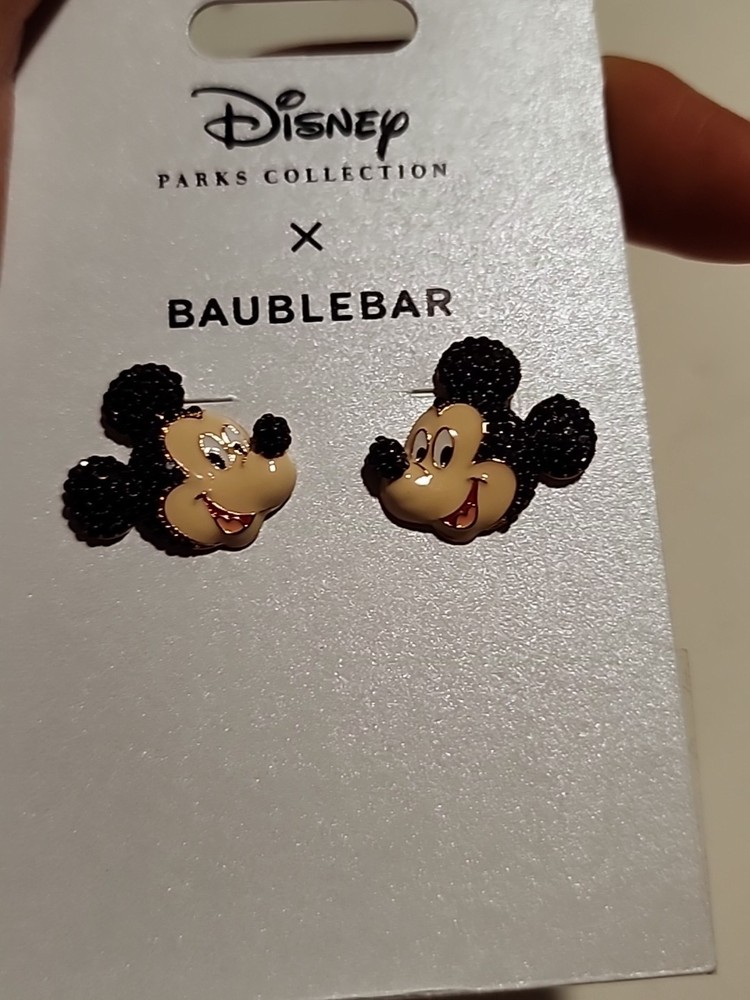 Disney
PARKS COLLECTION
×
BAUBLEBAR